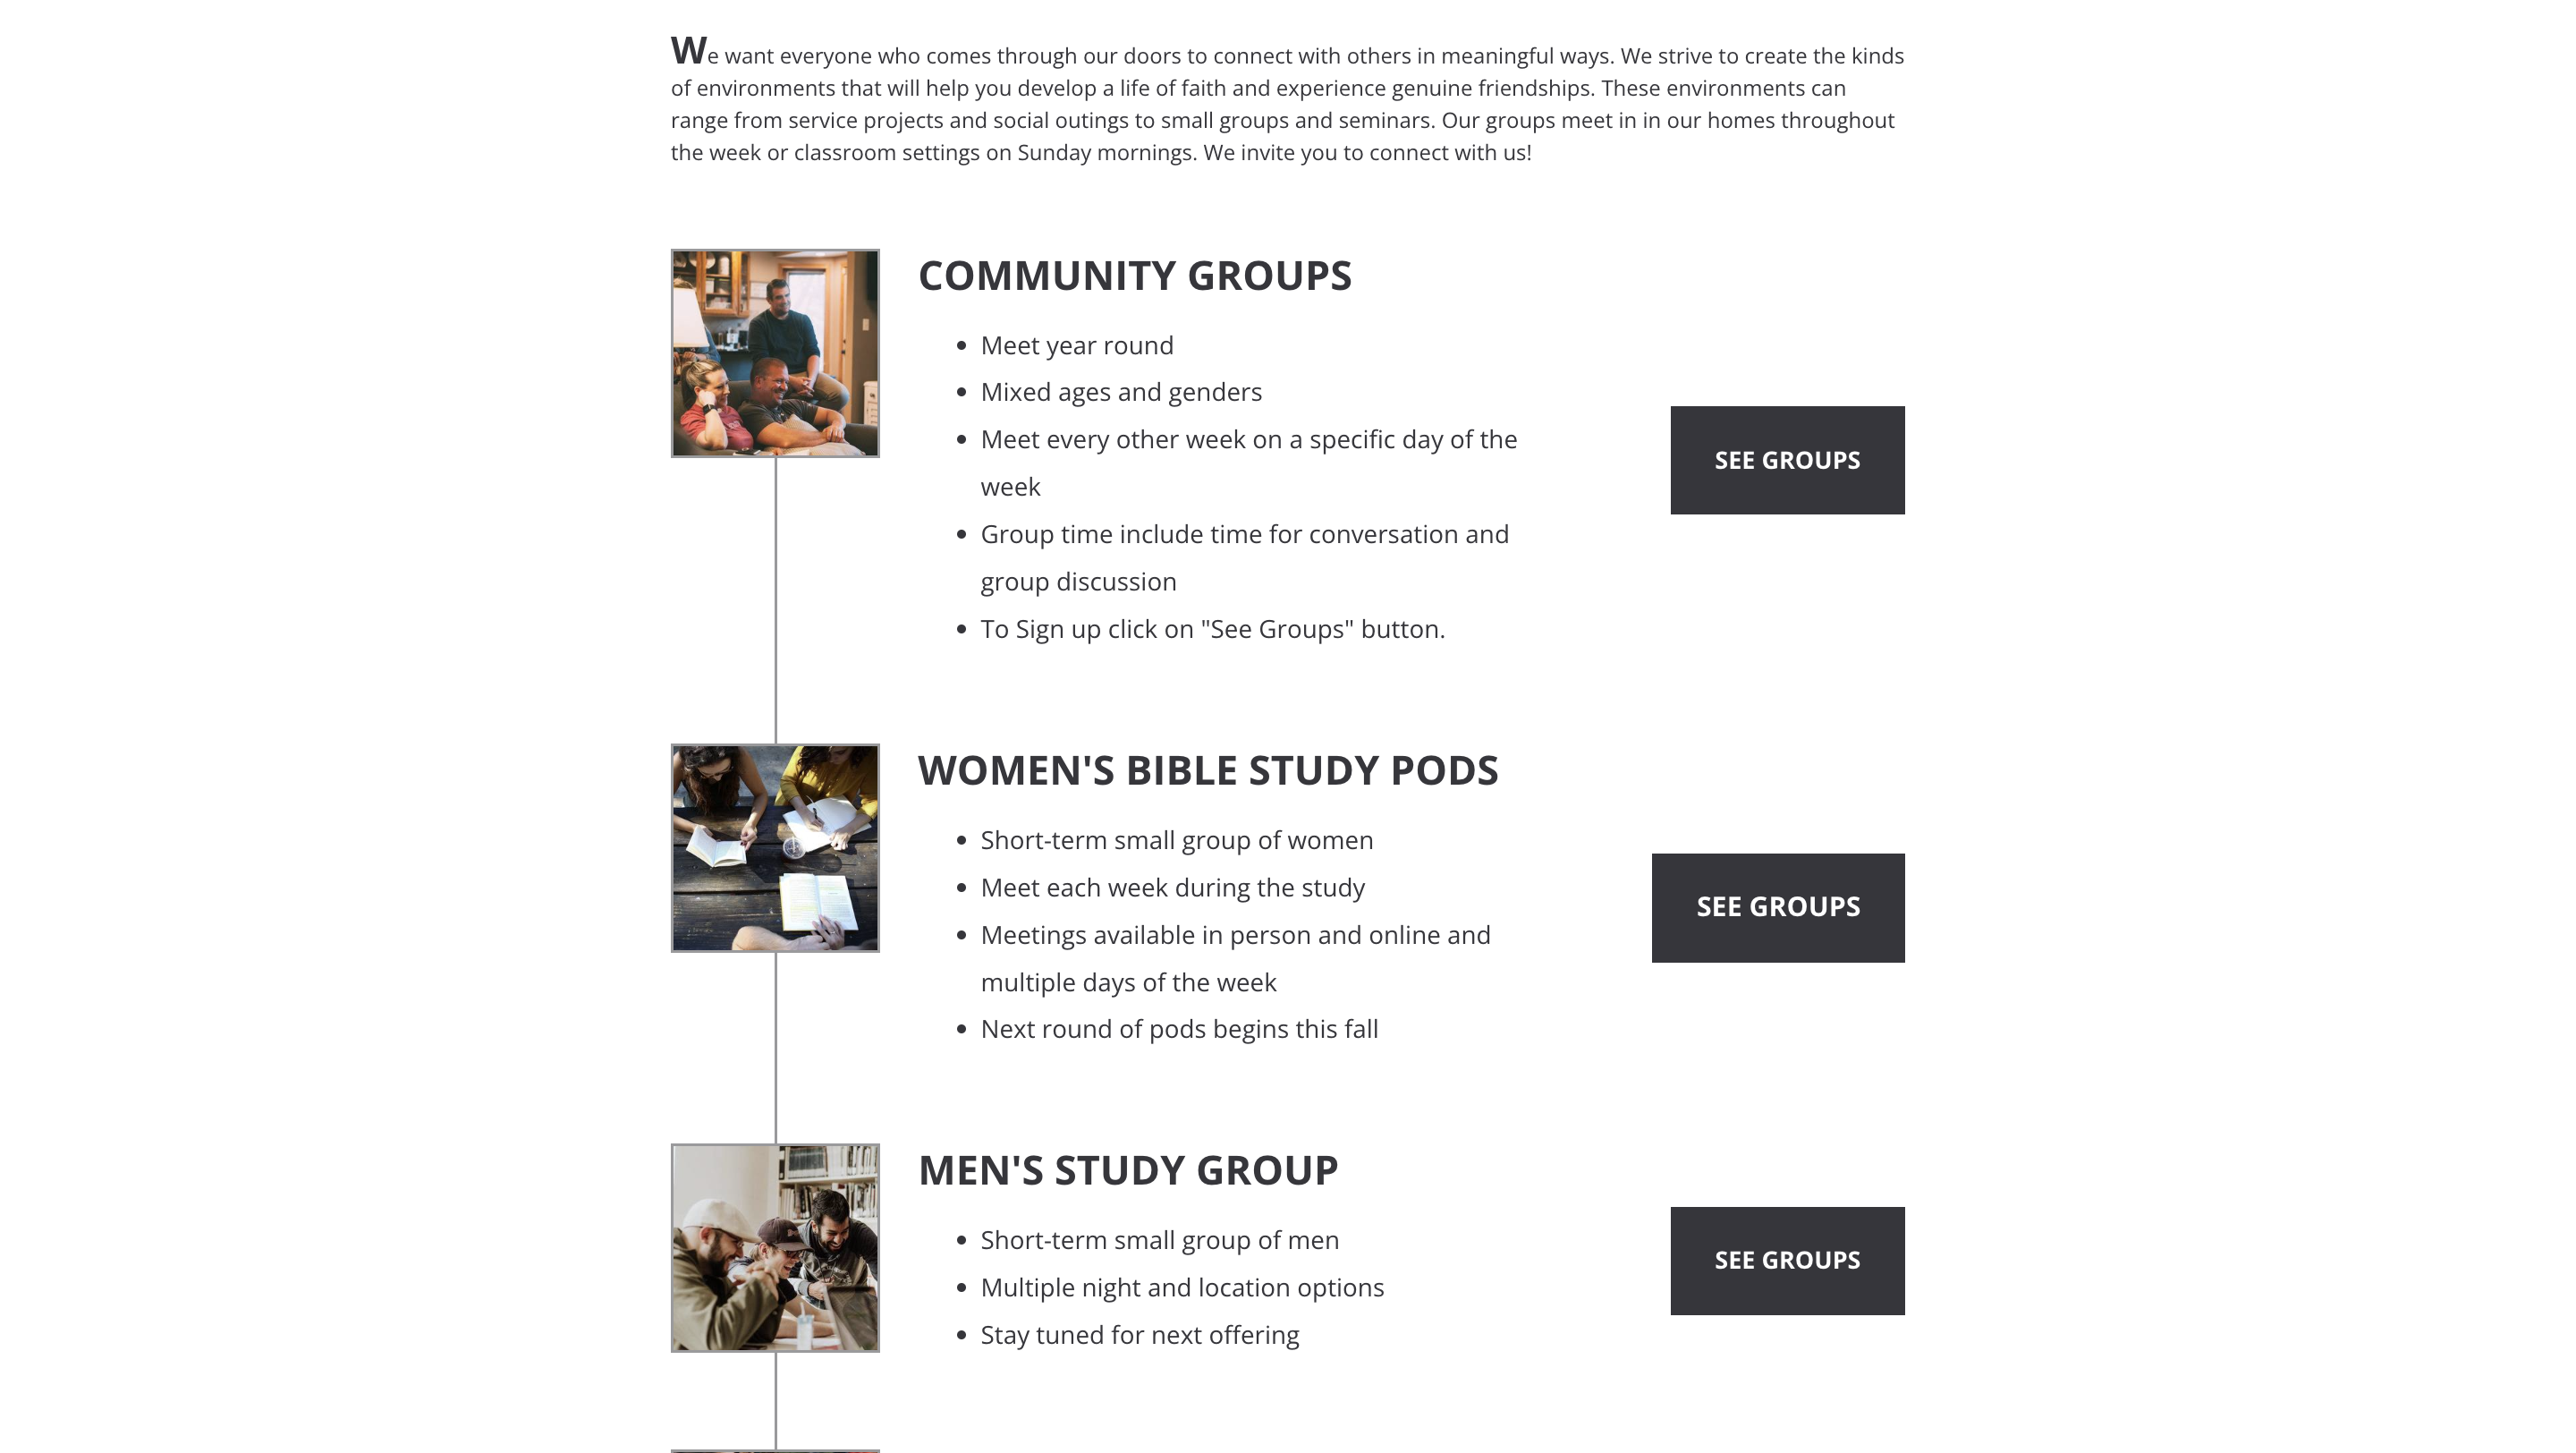 We want everyone who comes through our doors to connect with others in meaningful ways. We strive to create the kinds
of environments that will help you develop a life of faith and experience genuine friendships. These environments can
range from service projects and social outings to small groups and seminars. Our groups meet in in our homes throughout
the week or classroom settings on Sunday mornings. We invite you to connect with us!
COMMUNITY GROUPS
Meet year round
Mixed ages and genders
Meet every other week on a specific day of the
week
Group time include time for conversation and
group discussion
To Sign up click on "See Groups" button.
SEE GROUPS
WOMEN'S BIBLE STUDY PODS
Short-term small group of women
Meet each week during the study
Meetings available in person and online and
multiple days of the week
Next round of pods begins this fall
SEE GROUPS
MEN'S STUDY GROUP
Short-term small group of men
Multiple night and location options
Stay tuned for next offering
SEE GROUPS